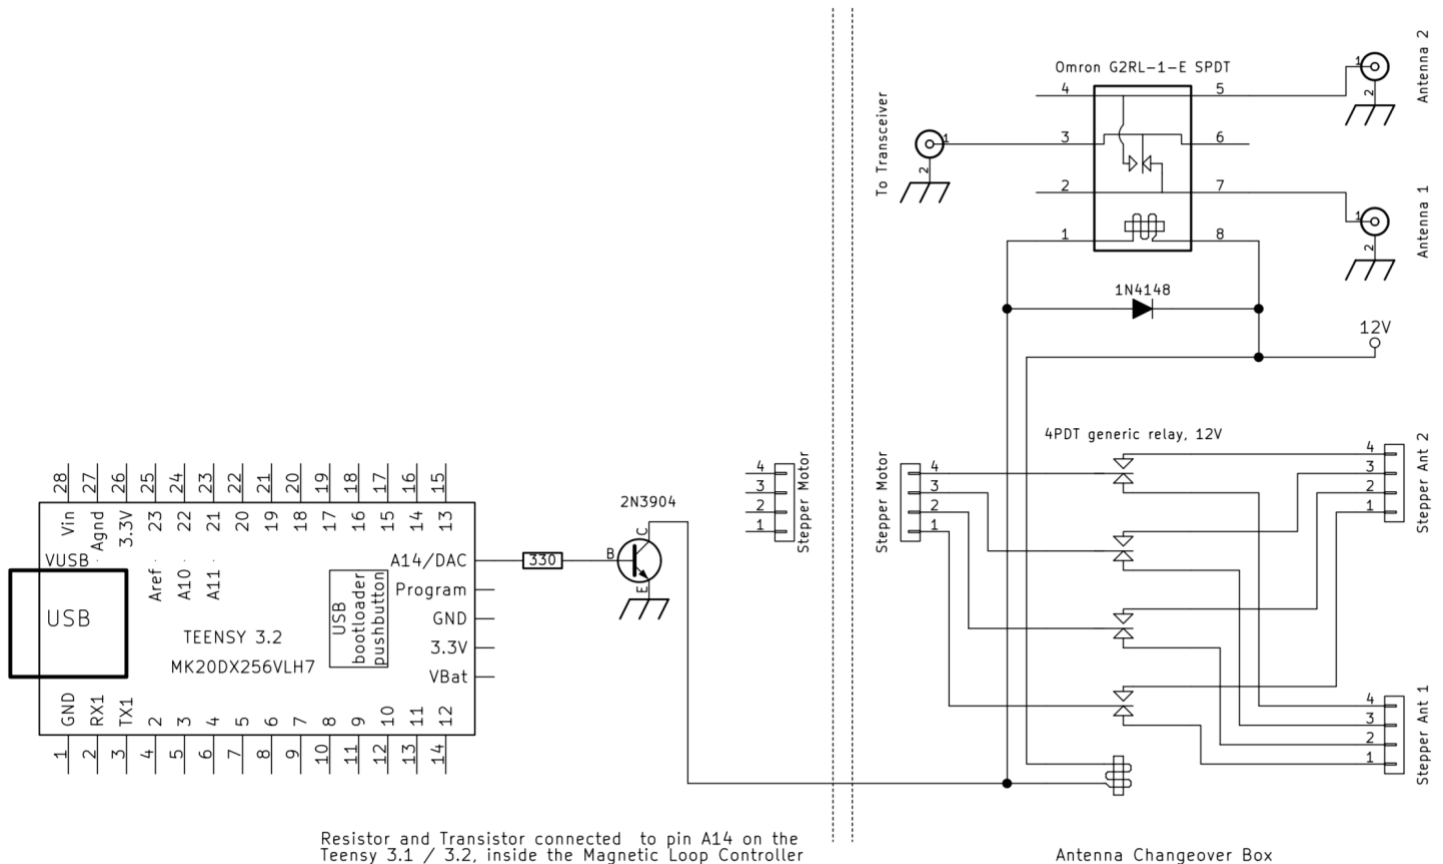 Omron G2RL-1-E SPDT
4
5
3
6
2
7
1
8
1
2
Antenna 2
To Transceiver
1
2
1
2
Antenna 1
1N4148
12V
4PDT generic relay, 12V
4
3
2
1
Stepper Motor
4
3
2
1
Stepper Motor
4
3
2
1
Stepper Ant 2
4
3
2
1
Stepper Ant 1
28 27 26 25 24 23 22 21 20 19 18 17 16 15
Vin Agnd 3.3V 23 22 21 20 19 18 17 16 15 14 13
VUSB
Aref A10 A11
A14/DAC
330
2N3904
B
C
E
USB
USB
bootloader
pushbutton
Program
GND
3.3V
VBat
TEENSY 3.2
MK20DX256VLH7
GND RX1 TX1 2 3 4 5 6 7 8 9 10 11 12
1 2 3 4 5 6 7 8 9 10 11 12 13 14
Resistor and Transistor connected to pin A14 on the
Teensy 3.1 / 3.2, inside the Magnetic Loop Controller
Antenna Changeover Box